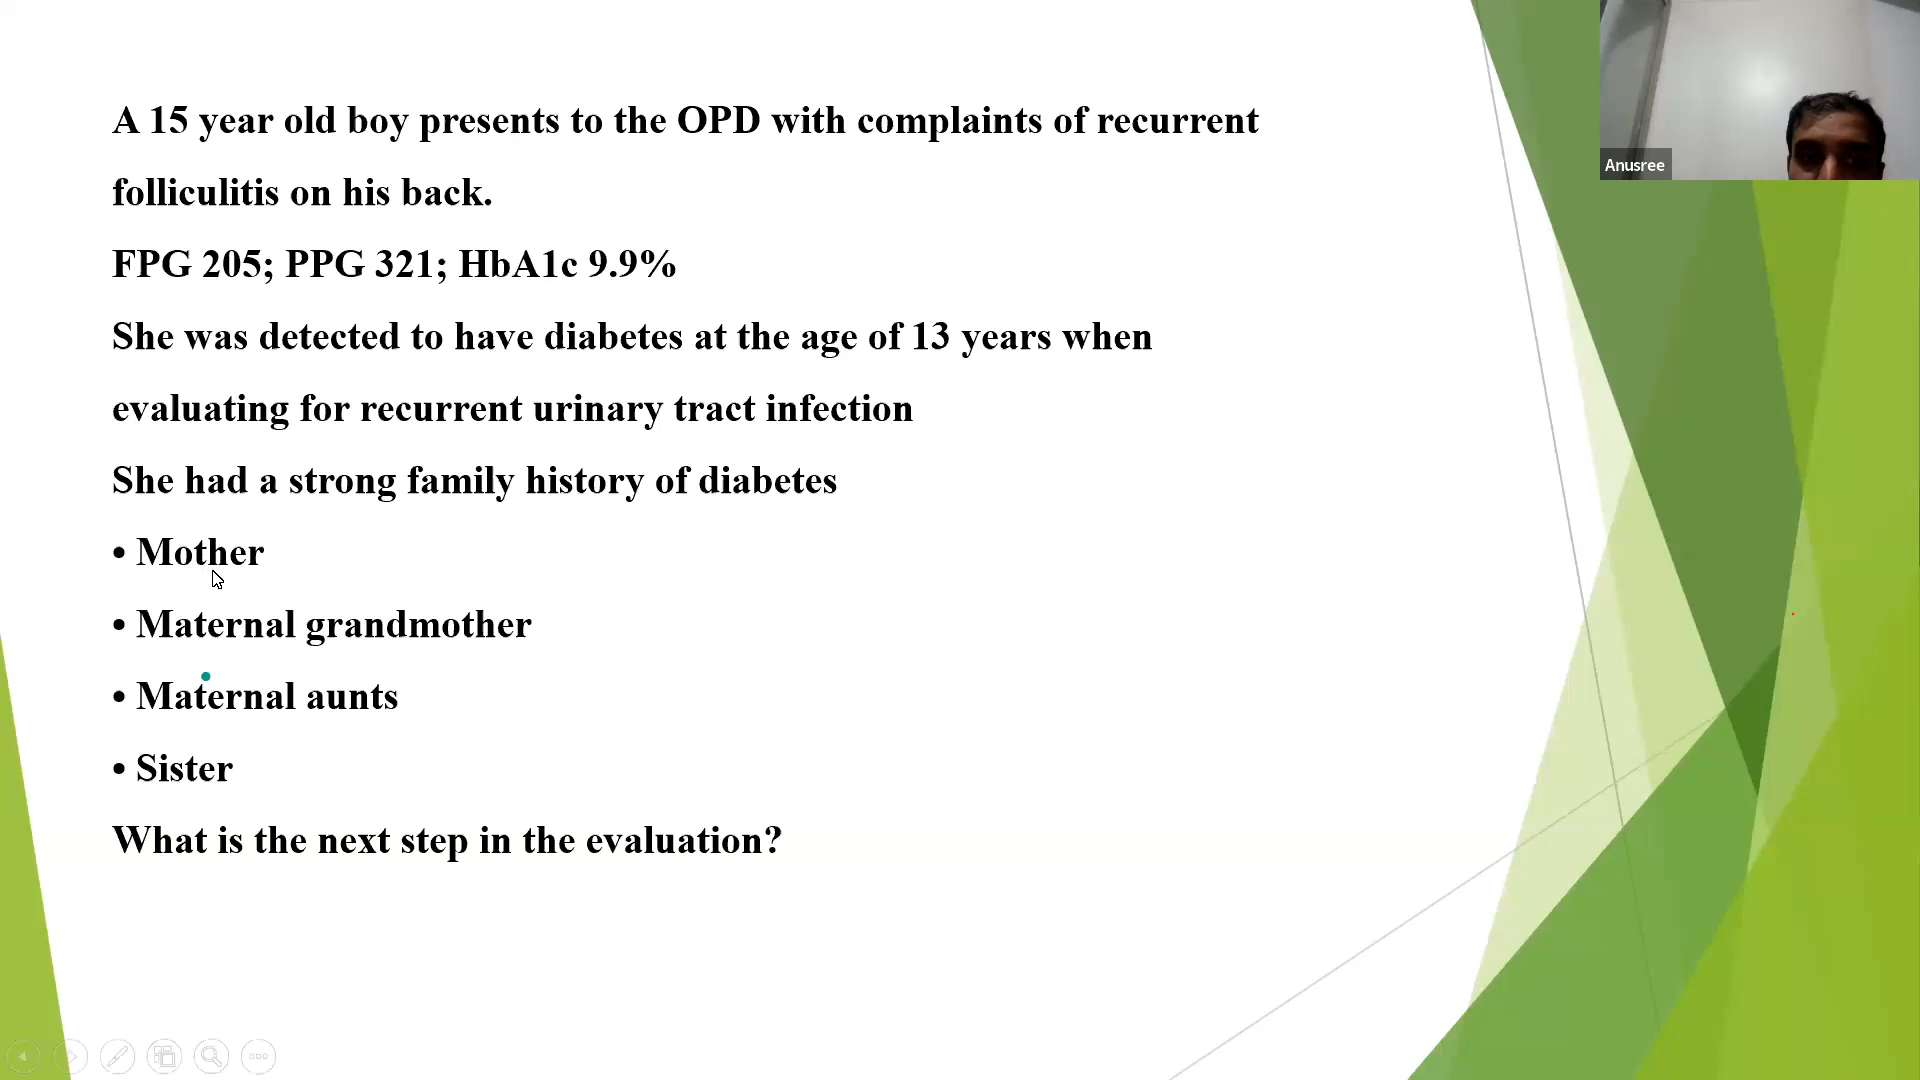 A 15 year old boy presents to the OPD with complaints of recurrent
folliculitis on his back.
FPG 205; PPG 321; HbA1c 9.9%
She was detected to have diabetes at the age of 13 years when
evaluating for recurrent urinary tract infection
She had a strong family history of diabetes
• Mother
• Maternal grandmother
• Maternal aunts
• Sister
What is the next step in the evaluation?
Anusree